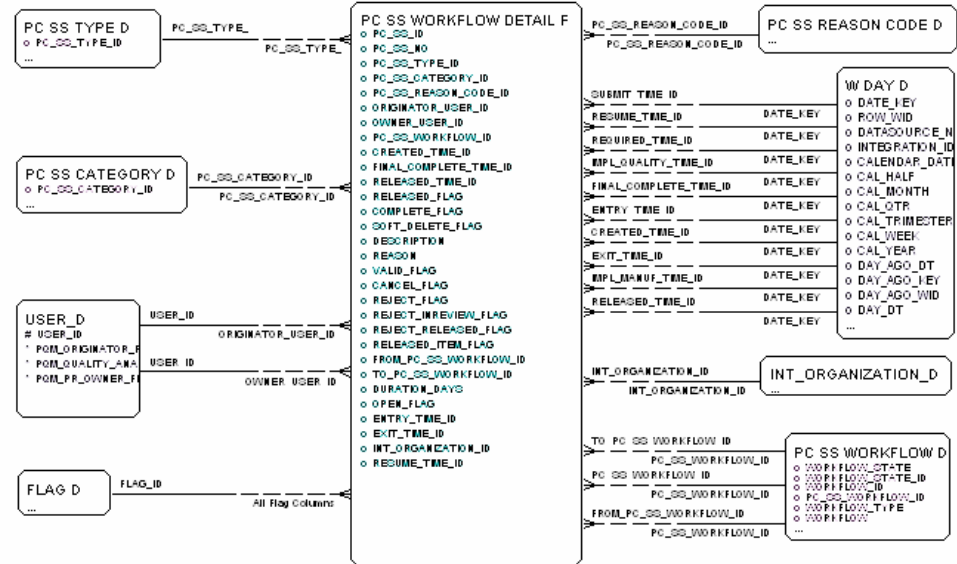 PC SS TYPE D
o PC_SS_TYPE_ID
...
PC_SS_TYPE_
PC_SS_TYPE_
PC SS CATEGORY D
o PC_SS_CATEGORY_ID
...
PC_SS_CATEGORY_ID
PC_SS_CATEGORY_ID
USER_D
# USER_ID
* PQM_ORIGINATOR_F
* PQM_QUALITY_ANA
* PQM_PR_OWNER_FL
USER_ID
ORIGINATOR_USER_ID
USER ID
OWNER USER ID
FLAG D
...
FLAG_ID
All Flag Columns
PC SS WORKFLOW DETAIL F
o PC_SS_ID
o PC_SS_NO
o PC_SS_TYPE_ID
o PC_SS_CATEGORY_ID
o PC_SS_REASON_CODE_ID
o ORIGINATOR_USER_ID
o OWNER_USER_ID
o PC_SS_WORKFLOW_ID
o CREATED_TIME_ID
o FINAL_COMPLETE_TIME_ID
o RELEASED_TIME_ID
o RELEASED_FLAG
o COMPLETE_FLAG
o SOFT_DELETE_FLAG
o DESCRIPTION
o REASON
o VALID_FLAG
o CANCEL_FLAG
o REJECT_FLAG
o REJECT_INREVIEW_FLAG
o REJECT_RELEASED_FLAG
o RELEASED_ITEM_FLAG
o FROM_PC_SS_WORKFLOW_ID
o TO_PC_SS_WORKFLOW_ID
o DURATION_DAYS
o OPEN_FLAG
o ENTRY_TIME_ID
o EXIT_TIME_ID
o INT_ORGANIZATION_ID
o RESUME_TIME_ID
PC_SS_REASON_CODE_ID
PC_SS_REASON_CODE_ID
PC SS REASON CODE D
...
SUBMIT TIME ID
DATE_KEY
RESUME_TIME_ID
DATE_KEY
REQUIRED_TIME_ID
DATE_KEY
IMPL_QUALITY_TIME_ID
DATE_KEY
FINAL_COMPLETE_TIME_ID
DATE_KEY
ENTRY TIME ID
DATE_KEY
CREATED_TIME_ID
DATE_KEY
EXIT_TIME_ID
DATE_KEY
IMPL_MANUF_TIME_ID
DATE_KEY
RELEASED_TIME_ID
DATE_KEY
W DAY D
o DATE_KEY
o ROW_WID
o DATASOURCE_N
o INTEGRATION_ID
o CALENDAR_DATE
o CAL_HALF
o CAL_MONTH
o CAL_QTR
o CAL_TRIMESTER
o CAL_WEEK
o CAL_YEAR
o DAY_AGO_DT
o DAY_AGO_KEY
o DAY_AGO_WID
o DAY_DT
...
INT_ORGANIZATION_ID
INT_ORGANIZATION_ID
INT_ORGANIZATION_D
...
TO PC SS WORKFLOW ID
PC_SS_WORKFLOW_ID
PC SS WORKFLOW ID
PC_SS_WORKFLOW_ID
FROM_PC_SS_WORKFLOW_ID
PC_SS_WORKFLOW_ID
PC SS WORKFLOW D
o WORKFLOW_STATE
o WORKFLOW_STATE_ID
o WORKFLOW_ID
o PC_SS_WORKFLOW_ID
o WORKFLOW_TYPE
o WORKFLOW
...